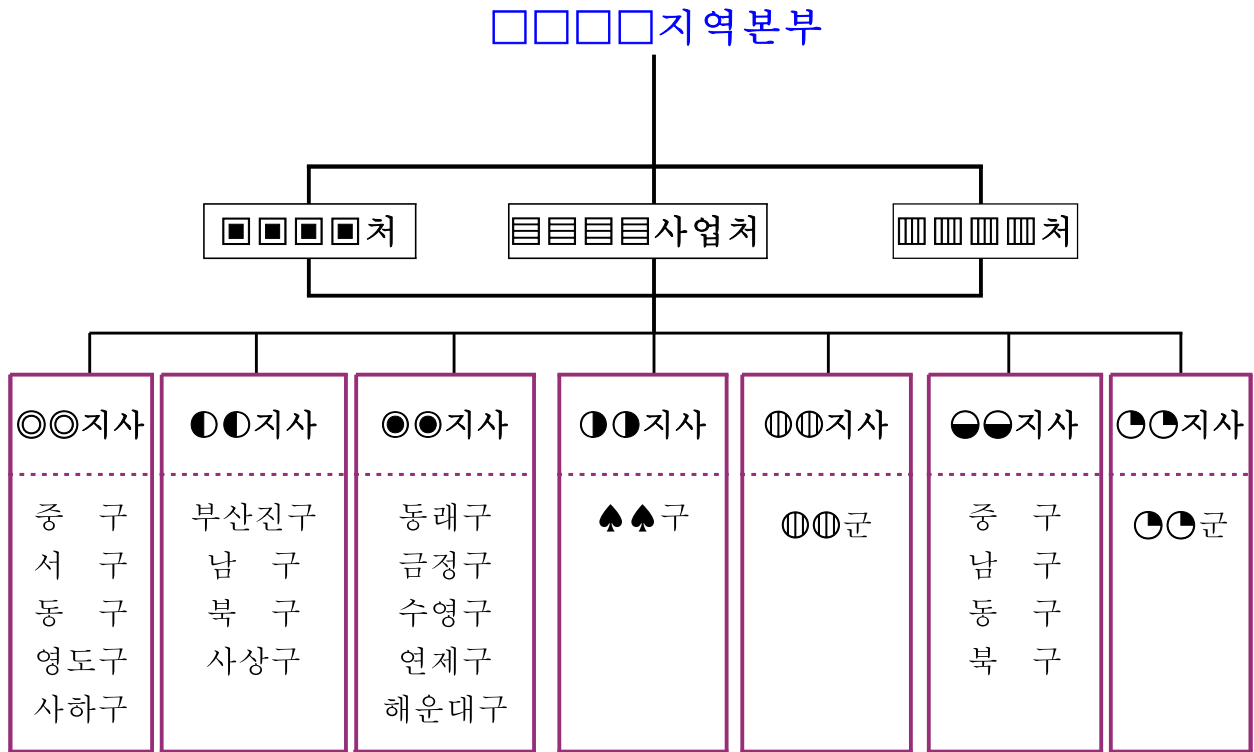 □□□□지역본부
▣▣▣▣처
▤▤▤▤사업처
▥▥▥▥처
◎◎지사
중 구
서 구
동 구
영도구
사하구
◐◐지사
부산진구
남 구
북 구
사상구
◉◉지사
동래구
금정구
수영구
연제구
해운대구
◑◑지사
♠♠구
◍◍지사
◍◍군
◒◒지사
중 구
남 구
동 구
북 구
◔◔지사
◔◔군